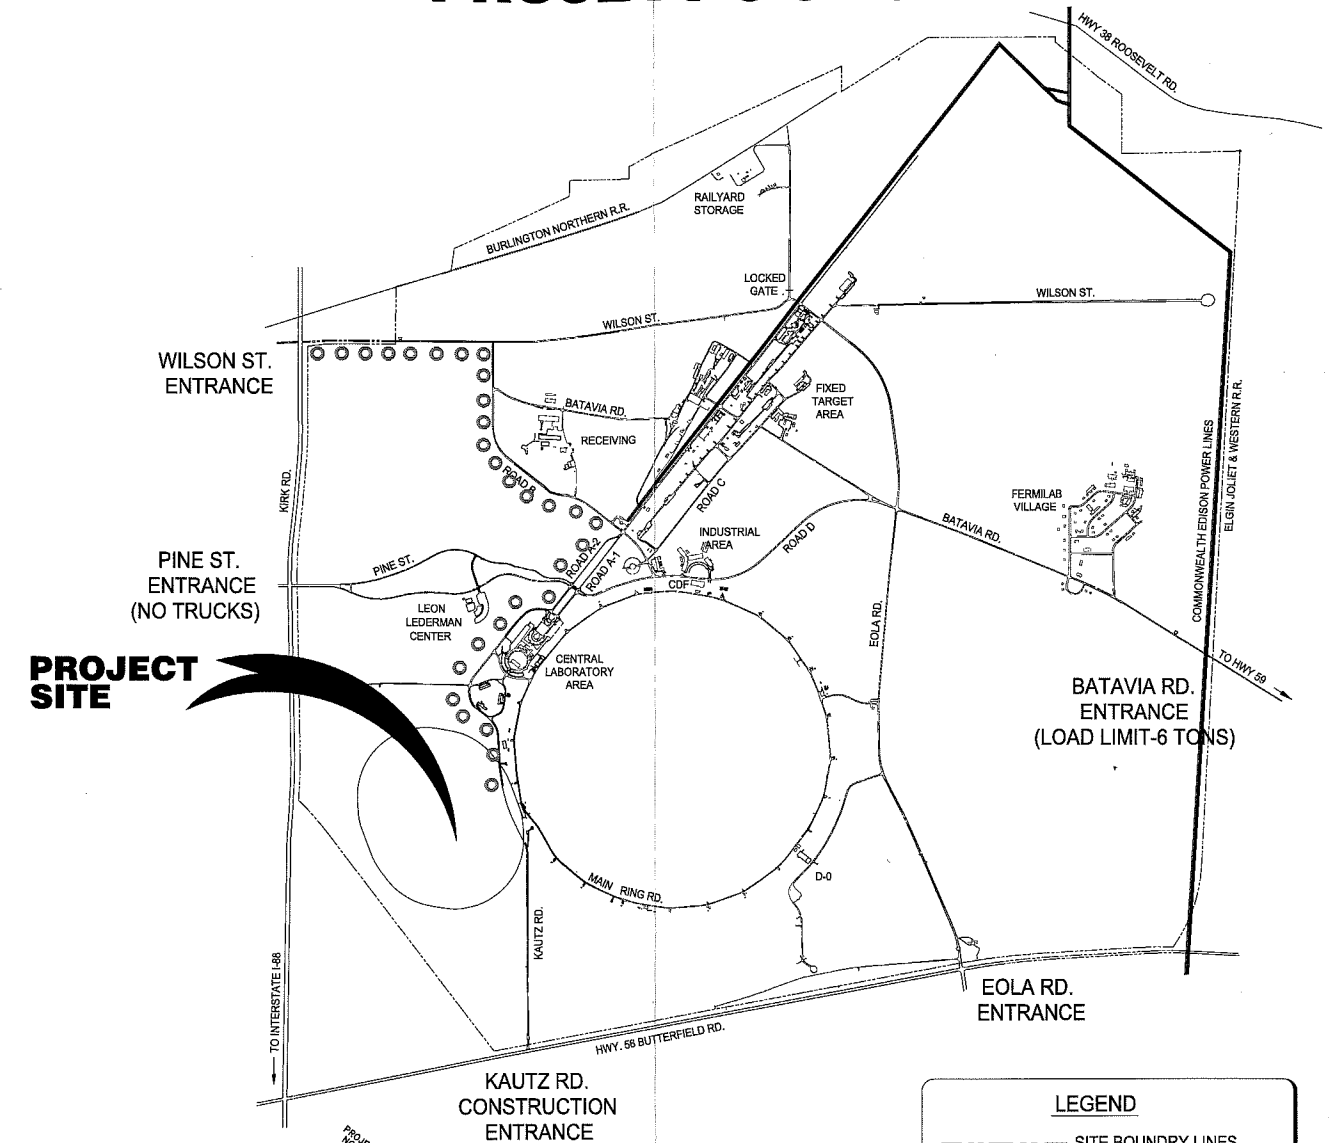 HWY 38 ROOSEVELT RD.
RAILYARD
STORAGE
BURLINGTON NORTHERN R.R.
LOCKED
GATE
WILSON ST.
WILSON ST.
WILSON ST.
ENTRANCE
BATAVIA RD.
RECEIVING
FIXED
TARGET
AREA
KIRK RD.
ROAD B
ROAD C
FERMILAB
VILLAGE
COMMONWEALTH EDISON POWER LINES
ELGIN JOLIET & WESTERN R.R.
INDUSTRIAL
AREA
ROAD D
BATAVIA RD.
PINE ST.
ENTRANCE
(NO TRUCKS)
PINE ST.
ROAD A-2
ROAD A-1
CDF
LEON
LEDERMAN
CENTER
EOLA RD.
PROJECT
SITE
CENTRAL
LABORATORY
AREA
TO HWY 59
BATAVIA RD.
ENTRANCE
(LOAD LIMIT-6 TONS)
MAIN RING RD.
D-0
KAUTZ RD.
TO INTERSTATE I-88
EOLA RD.
ENTRANCE
HWY. 56 BUTTERFIELD RD.
KAUTZ RD.
CONSTRUCTION
ENTRANCE
LEGEND
SITE BOUNDRY LINES